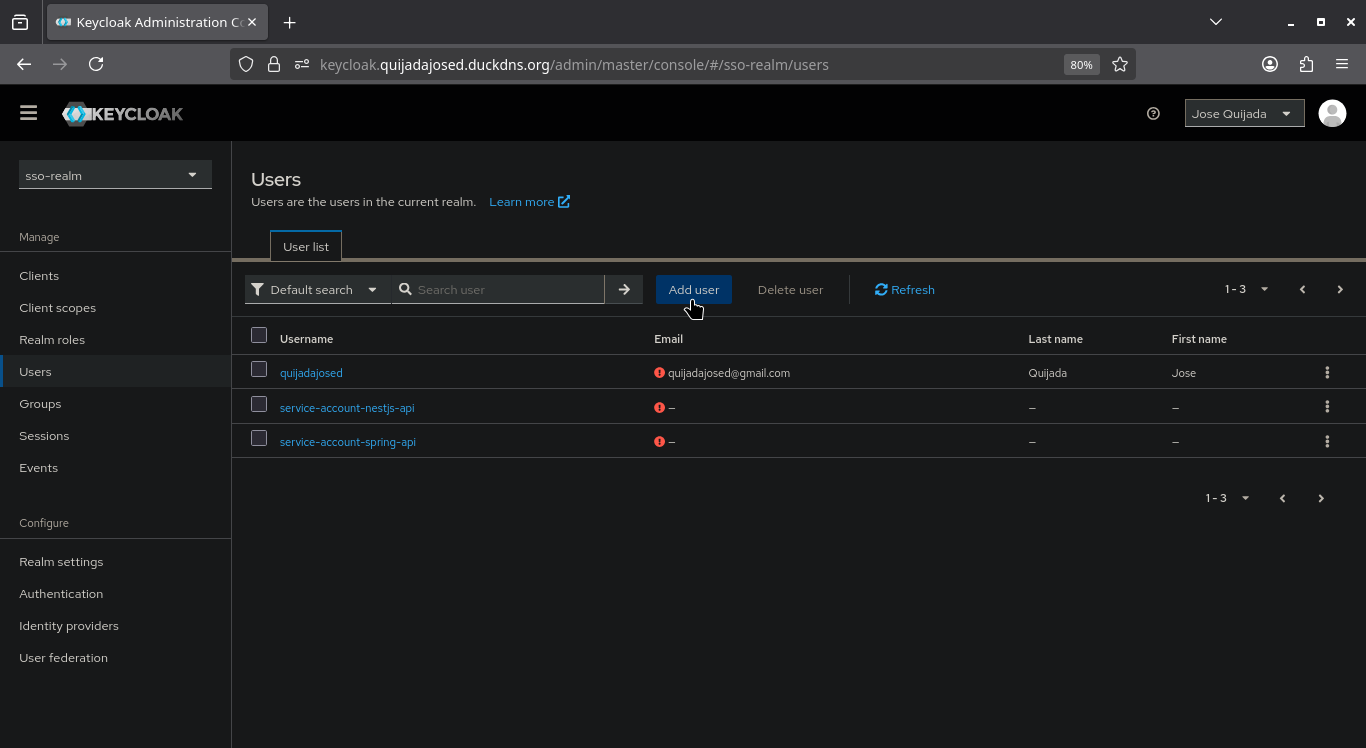 Keycloak Administration Co
keycloak.quijadajosed.duckdns.org/admin/master/console/#/sso-realm/users
80%
KEYCLOAK
Jose Quijada
sso-realm
Manage
Clients
Client scopes
Realm roles
Users
Groups
Sessions
Events
Configure
Realm settings
Authentication
Identity providers
User federation
Users
Users are the users in the current realm. Learn more
User list
Default search Search user Add user Delete user Refresh 1 - 3
Username Email Last name First name
quijadajosed quijadajosed@gmail.com Quijada Jose
service-account-nestjs-api – – –
service-account-spring-api – – –
1 - 3